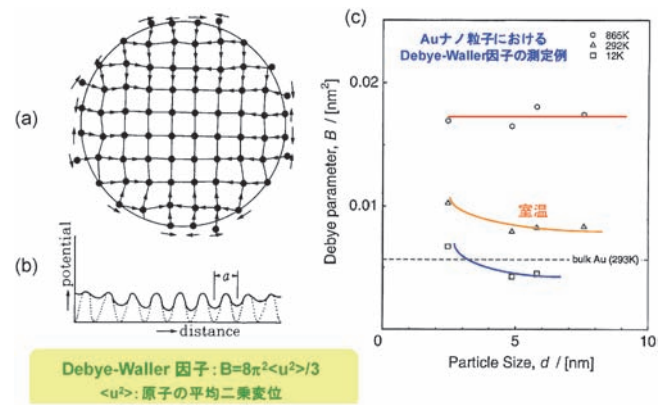 (a)
(b)
potential
a
distance
Debye-Waller 因子：B=8π²<u²>/3
<u²>：原子の平均二乗変位
(c)
Auナノ粒子における
Debye-Waller因子の測定例
○ 865K
△ 292K
□ 12K
0.02
0.01
0
Debye parameter, B / [nm²]
室温
bulk Au (293K)
0 5 10
Particle Size, d / [nm]